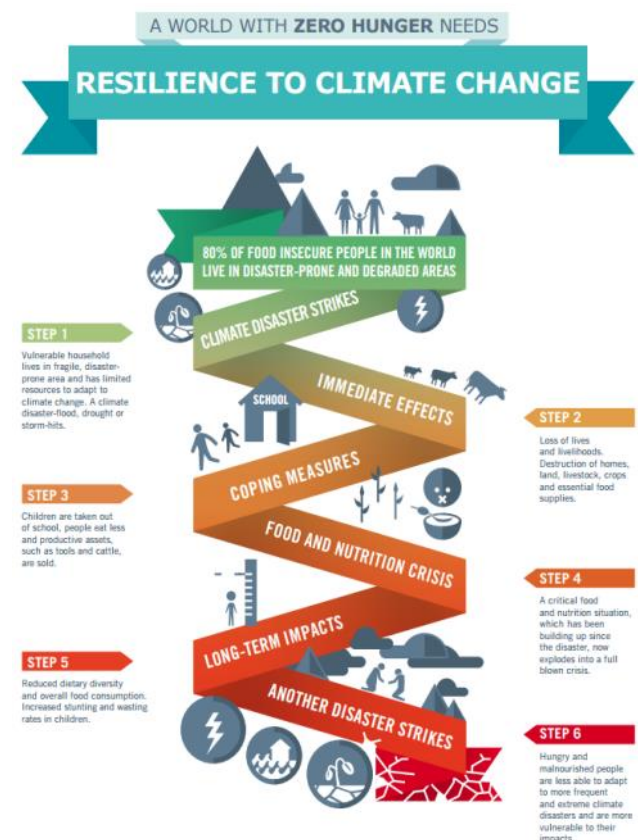 A WORLD WITH ZERO HUNGER NEEDS
RESILIENCE TO CLIMATE CHANGE
80% OF FOOD INSECURE PEOPLE IN THE WORLD
LIVE IN DISASTER-PRONE AND DEGRADED AREAS
CLIMATE DISASTER STRIKES
STEP 1
Vulnerable household
lives in fragile, disaster-
prone area and has limited
resources to adapt to
climate change. A climate
disaster-flood, drought or
storm-hits.
IMMEDIATE EFFECTS
STEP 2
Loss of lives
and livelihoods.
Destruction of homes,
land, livestock, crops
and essential food
supplies.
SCHOOL
COPING MEASURES
STEP 3
Children are taken out
of school, people eat less
and productive assets,
such as tools and cattle,
are sold.
FOOD AND NUTRITION CRISIS
STEP 4
A critical food
and nutrition situation,
which has been
building up since
the disaster, now
explodes into a full
blown crisis.
LONG-TERM IMPACTS
STEP 5
Reduced dietary diversity
and overall food consumption.
Increased stunting and wasting
rates in children.
ANOTHER DISASTER STRIKES
STEP 6
Hungry and
malnourished people
are less able to adapt
to more frequent
and extreme climate
disasters and are more
vulnerable to their
impacts.